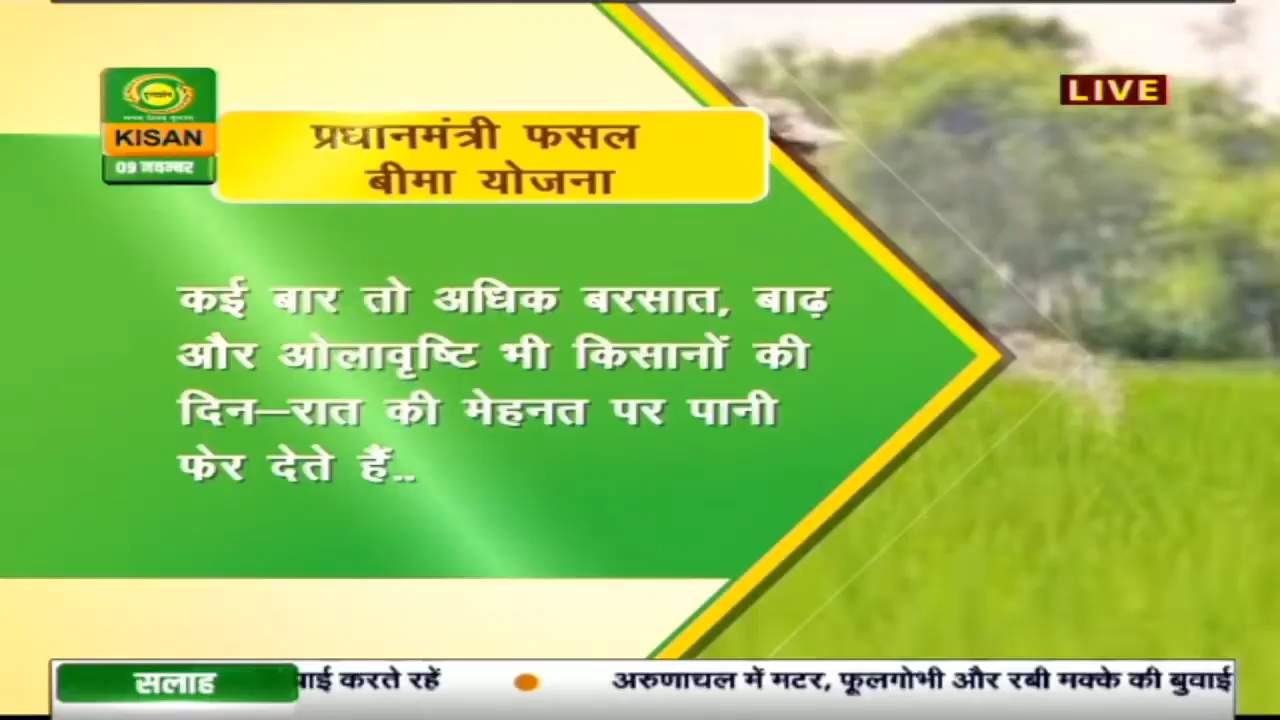 LIVE
KISAN
09 नवम्बर
प्रधानमंत्री फसल
बीमा योजना
कई बार तो अधिक बरसात, बाढ़
और ओलावृष्टि भी किसानों की
दिन–रात की मेहनत पर पानी
फेर देते हैं..
सलाह
करते रहें
अरुणाचल में मटर, फूलगोभी और रबी मक्के की बुवाई